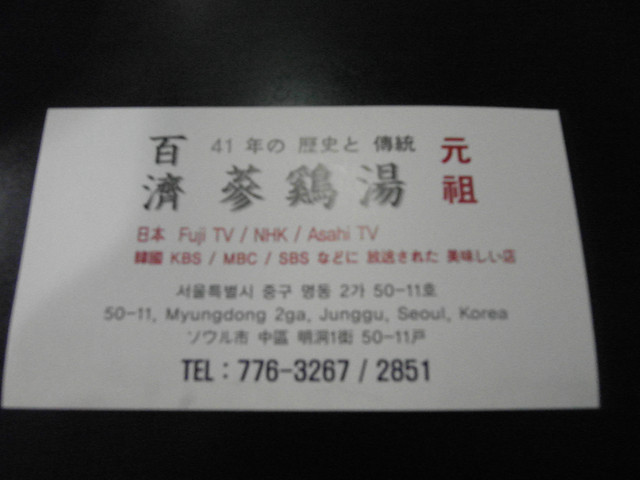 百 41 年の 歴史と 傳統 元
濟 蔘 鷄 湯 祖
日本 Fuji TV / NHK / Asahi TV
韓國 KBS / MBC / SBS などに 放送された 美味しい店
서울특별시 중구 명동 2가 50-11호
50-11, Myungdong 2ga, Junggu, Seoul, Korea
ソウル市 中區 明洞1街 50-11戸
TEL : 776-3267 / 2851